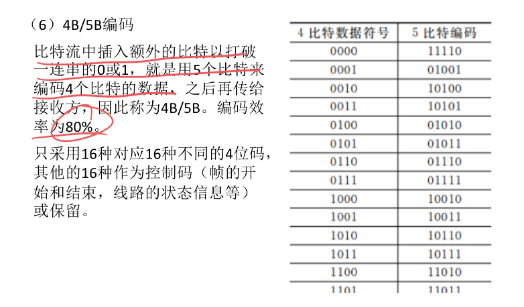 （6）4B/5B编码
比特流中插入额外的比特以打破
一连串的0或1，就是用5个比特来
编码4个比特的数据，之后再传给
接收方，因此称为4B/5B。编码效
率为80%。
只采用16种对应16种不同的4位码，
其他的16种作为控制码（帧的开
始和结束，线路的状态信息等）
或保留。
4 比特数据符号 5 比特编码
0000 11110
0001 01001
0010 10100
0011 10101
0100 01010
0101 01011
0110 01110
0111 01111
1000 10010
1001 10011
1010 10110
1011 10111
1100 11010
1101 11011